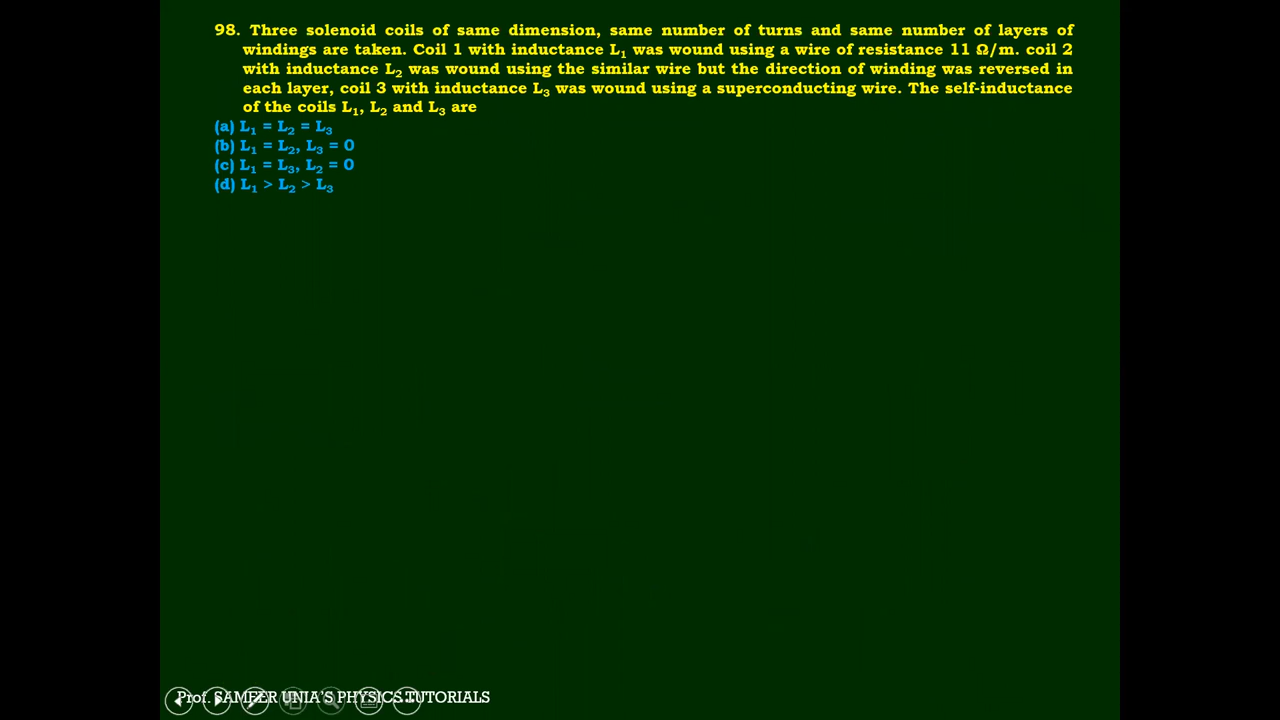 98. Three solenoid coils of same dimension, same number of turns and same number of layers of
windings are taken. Coil 1 with inductance L₁ was wound using a wire of resistance 11 Ω/m. coil 2
with inductance L₂ was wound using the similar wire but the direction of winding was reversed in
each layer, coil 3 with inductance L₃ was wound using a superconducting wire. The self-inductance
of the coils L₁, L₂ and L₃ are
(a) L₁ = L₂ = L₃
(b) L₁ = L₂, L₃ = 0
(c) L₁ = L₃, L₂ = 0
(d) L₁ > L₂ > L₃
Prof. SAMEER UNIA'S PHYSICS TUTORIALS